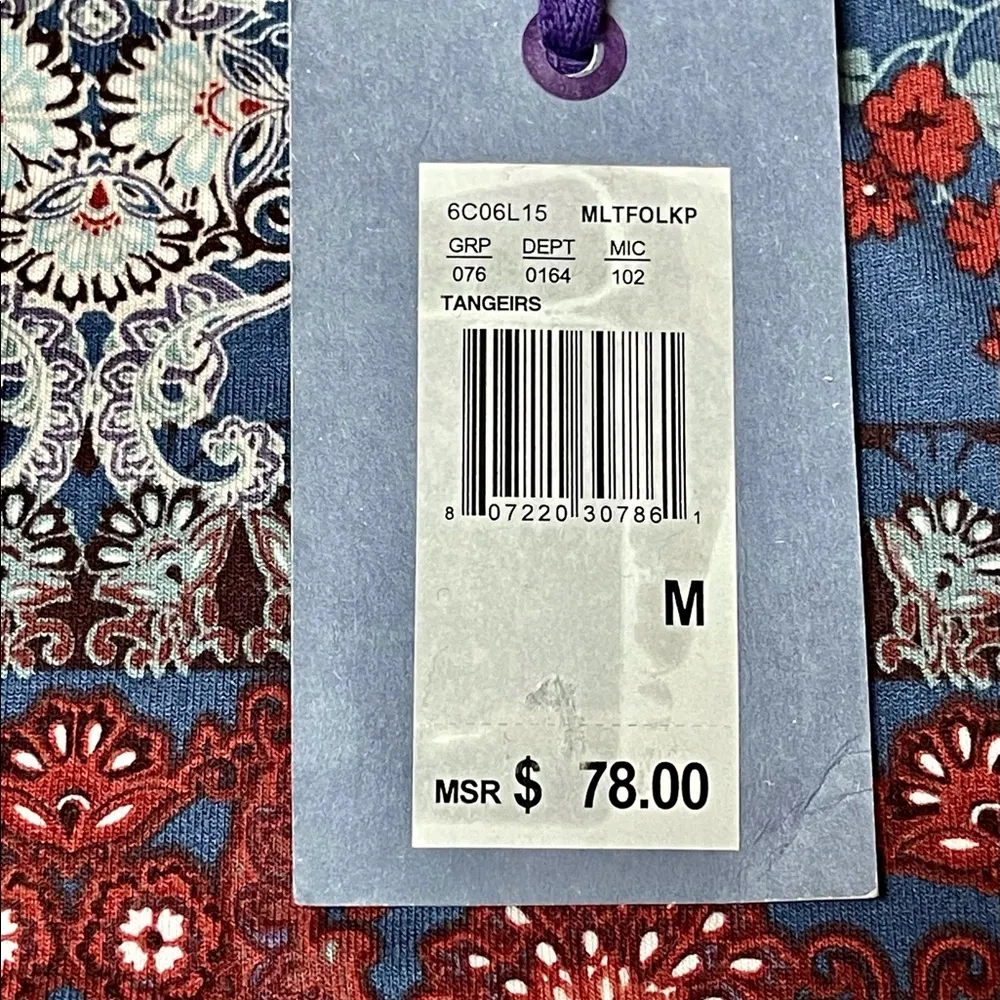 6C06L15 MLTFOLKP
GRP DEPT MIC
076 0164 102
TANGEIRS
8 07220 30786 1
M
MSR $ 78.00